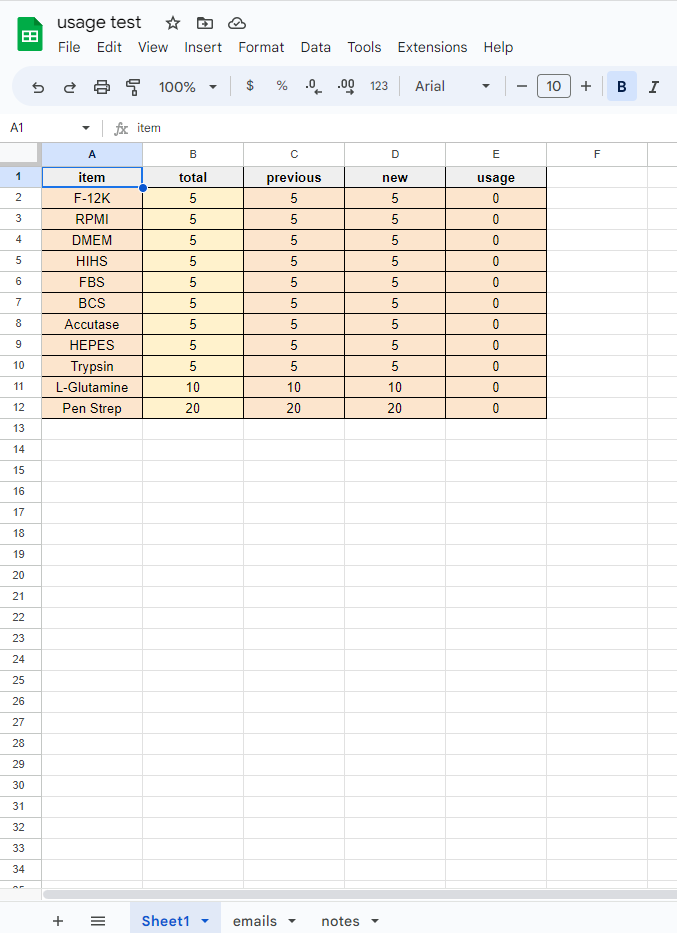 usage test
File Edit View Insert Format Data Tools Extensions Help
100% $ % .0 .00 123 Arial 10 B I
A1 fx item
A B C D E F
1 item total previous new usage
2 F-12K 5 5 5 0
3 RPMI 5 5 5 0
4 DMEM 5 5 5 0
5 HIHS 5 5 5 0
6 FBS 5 5 5 0
7 BCS 5 5 5 0
8 Accutase 5 5 5 0
9 HEPES 5 5 5 0
10 Trypsin 5 5 5 0
11 L-Glutamine 10 10 10 0
12 Pen Strep 20 20 20 0
13
14
15
16
17
18
19
20
21
22
23
24
25
26
27
28
29
30
31
32
33
34
Sheet1 emails notes